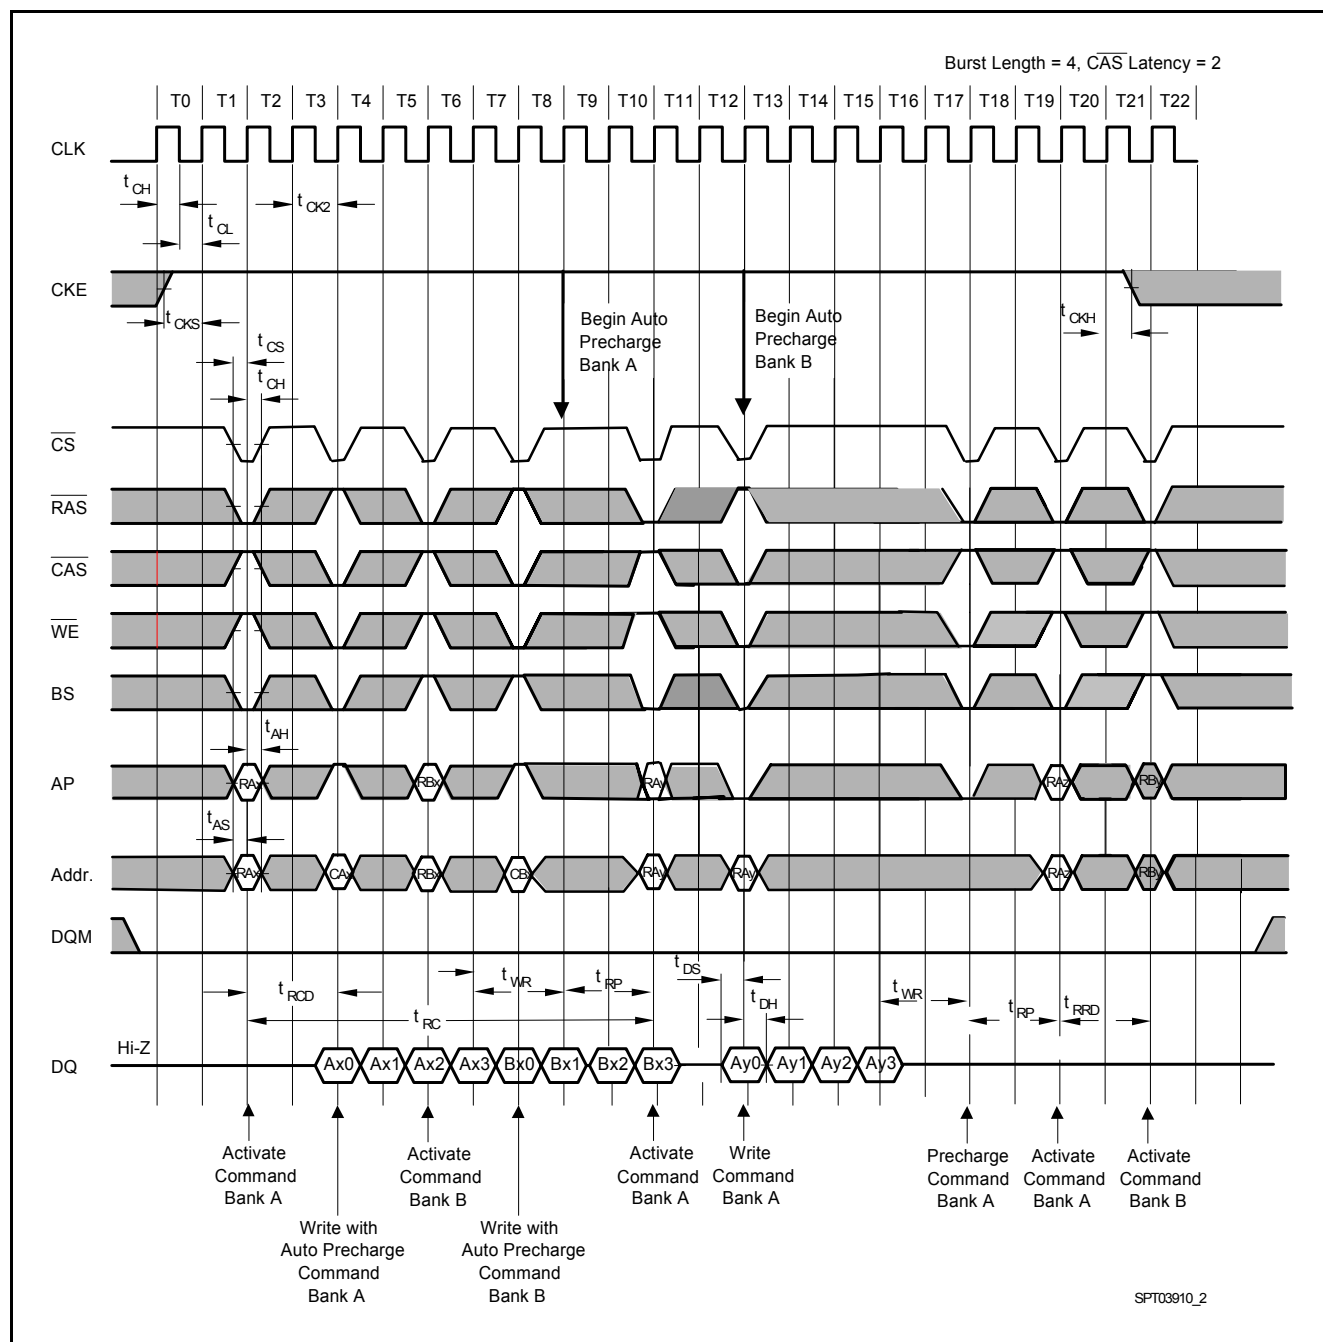 Burst Length = 4, CAS Latency = 2
T0 T1 T2 T3 T4 T5 T6 T7 T8 T9 T10 T11 T12 T13 T14 T15 T16 T17 T18 T19 T20 T21 T22
CLK
tCH
tCK2
tCL
CKE
tCKS
Begin Auto
Precharge
Bank A
Begin Auto
Precharge
Bank B
tCKH
tCS
tCH
CS
RAS
CAS
WE
BS
tAH
AP
RAx RBx RAy RAz RBy
tAS
Addr.
RAx CAx RBx CBx RAy RAy RAz RBy
DQM
tRCD
tWR
tRP
tDS
tDH
tWR
tRC
tRP
tRRD
Hi-Z
DQ
Ax0 Ax1 Ax2 Ax3 Bx0 Bx1 Bx2 Bx3 Ay0 Ay1 Ay2 Ay3
Activate
Command
Bank A
Write with
Auto Precharge
Command
Bank A
Activate
Command
Bank B
Write with
Auto Precharge
Command
Bank B
Activate
Command
Bank A
Write
Command
Bank A
Precharge
Command
Bank A
Activate
Command
Bank A
Activate
Command
Bank B
SPT03910_2